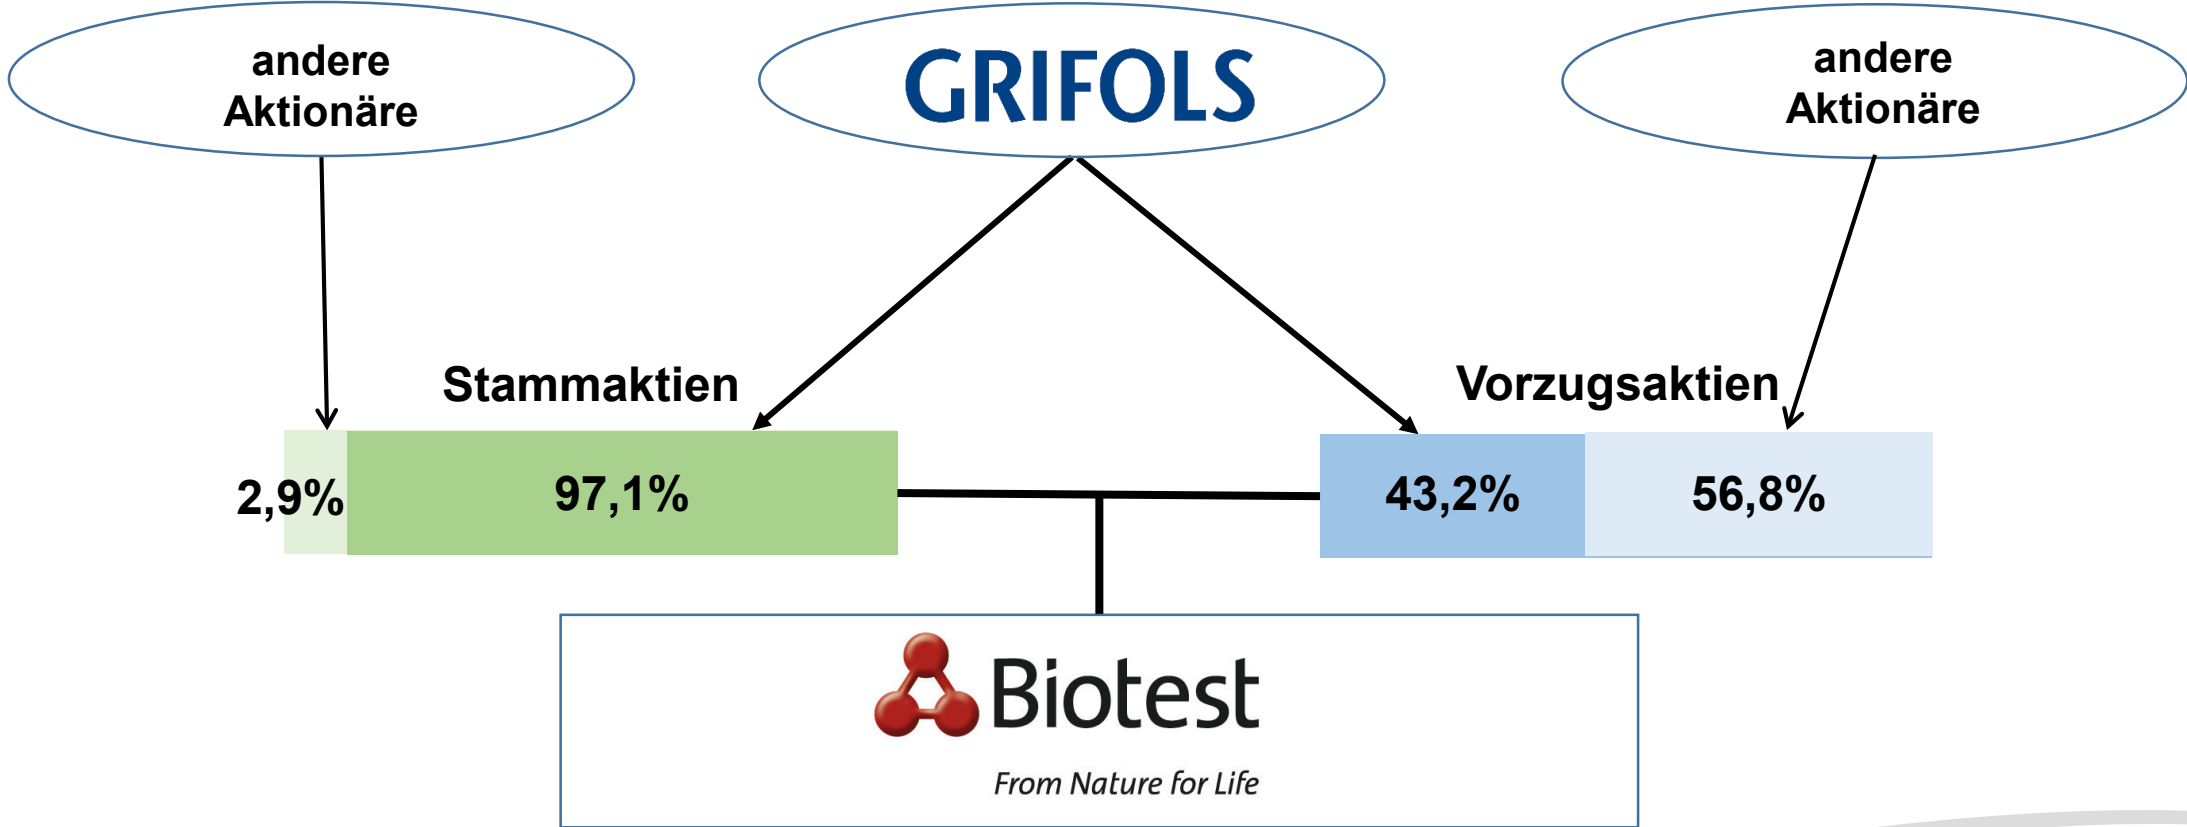 andere
Aktionäre
GRIFOLS
andere
Aktionäre
Stammaktien
Vorzugsaktien
2,9%
97,1%
43,2%
56,8%
Biotest
From Nature for Life